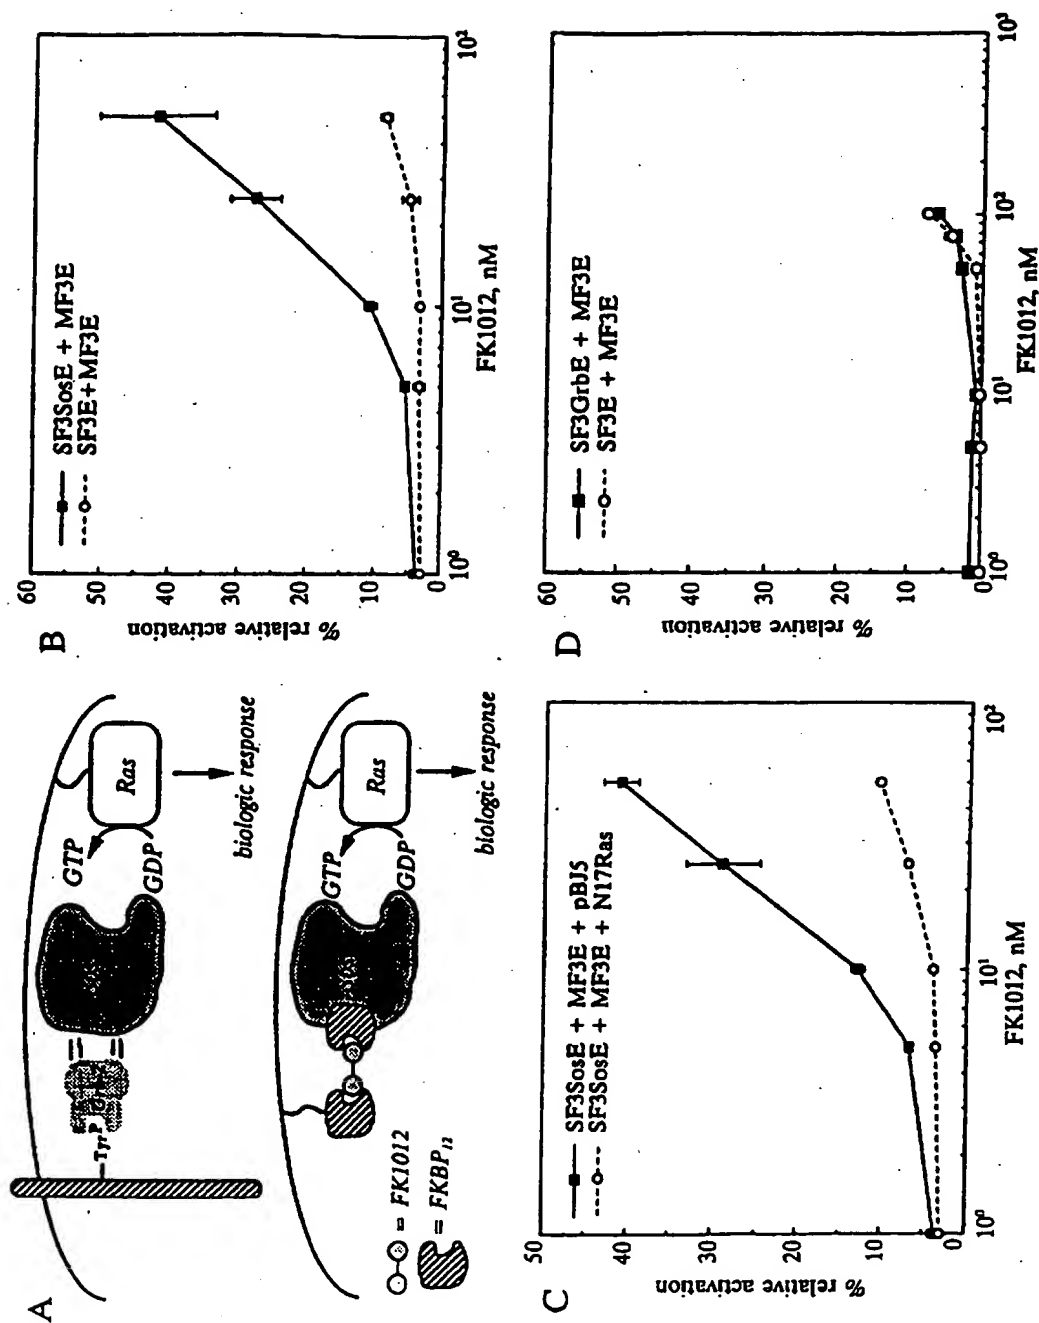 A
TyrP
GTP
GDP
Ras
biologic response
GTP
GDP
Ras
biologic response
= FK1012
= FKBP12
B
% relative activation
60
50
40
30
20
10
0
SF3SosE + MF3E
SF3E+MF3E
10⁰
10¹
10²
FK1012, nM
C
% relative activation
50
40
30
20
10
0
SF3SosE + MF3E + pBJ5
SF3SosE + MF3E + N17Ras
10⁰
10¹
10²
FK1012, nM
D
% relative activation
60
50
40
30
20
10
0
SF3GrbE + MF3E
SF3E + MF3E
10⁰
10¹
10²
10³
FK1012, nM